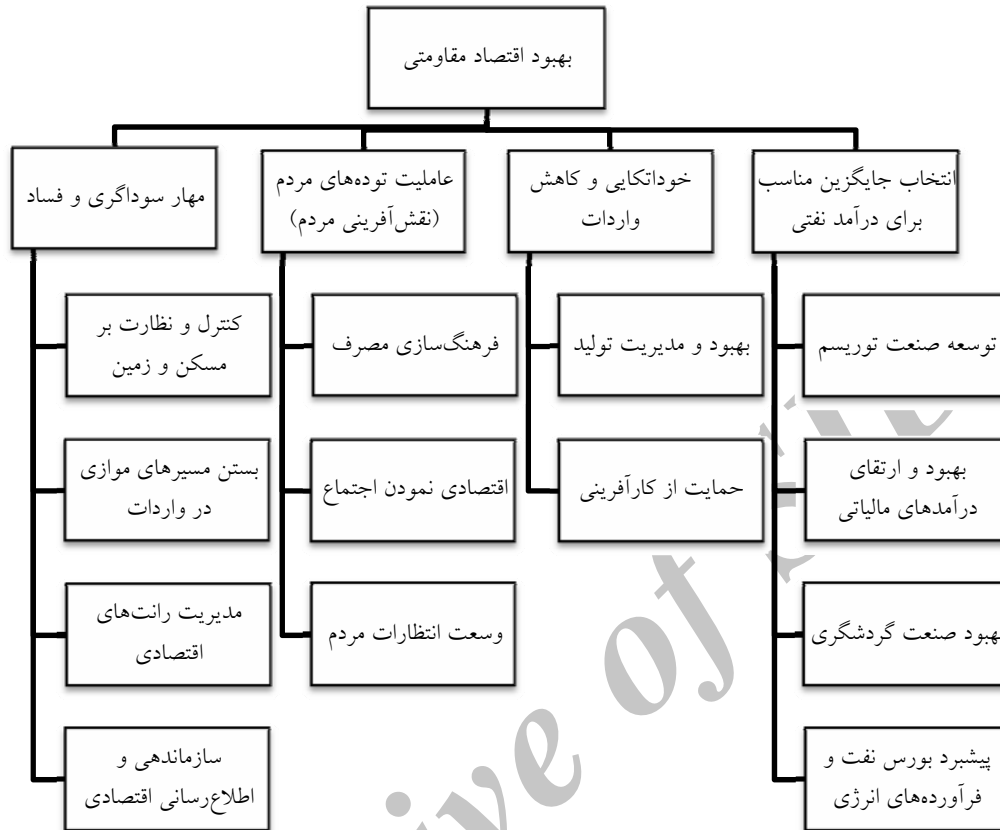 بهبود اقتصاد مقاومتی
انتخاب جایگزین مناسب
برای درآمد نفتی
خوداتکایی و کاهش
واردات
عاملیت توده‌های مردم
(نقش‌آفرینی مردم)
مهار سوداگری و فساد
توسعه صنعت توریسم
بهبود و ارتقای
درآمدهای مالیاتی
بهبود صنعت گردشگری
پیشبرد بورس نفت و
فرآورده‌های انرژی
بهبود و مدیریت تولید
حمایت از کارآفرینی
فرهنگ‌سازی مصرف
اقتصادی نمودن اجتماع
وسعت انتظارات مردم
کنترل و نظارت بر
مسکن و زمین
بستن مسیرهای موازی
در واردات
مدیریت رانت‌های
اقتصادی
سازماندهی و
اطلاع‌رسانی اقتصادی
ive of